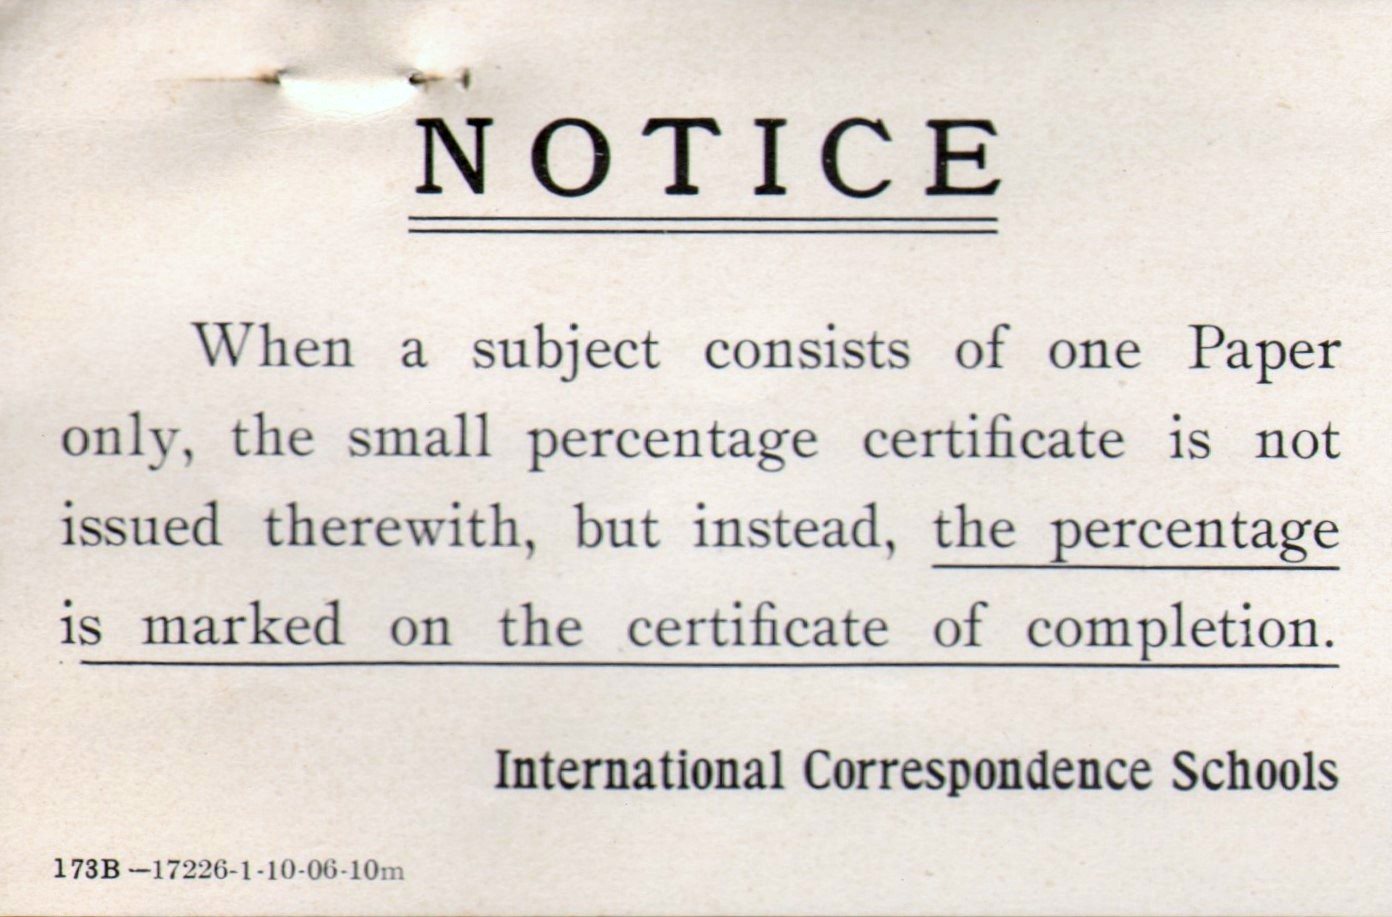 NOTICE
When a subject consists of one Paper
only, the small percentage certificate is not
issued therewith, but instead, the percentage
is marked on the certificate of completion.
International Correspondence Schools
173B—17226-1-10-06-10m